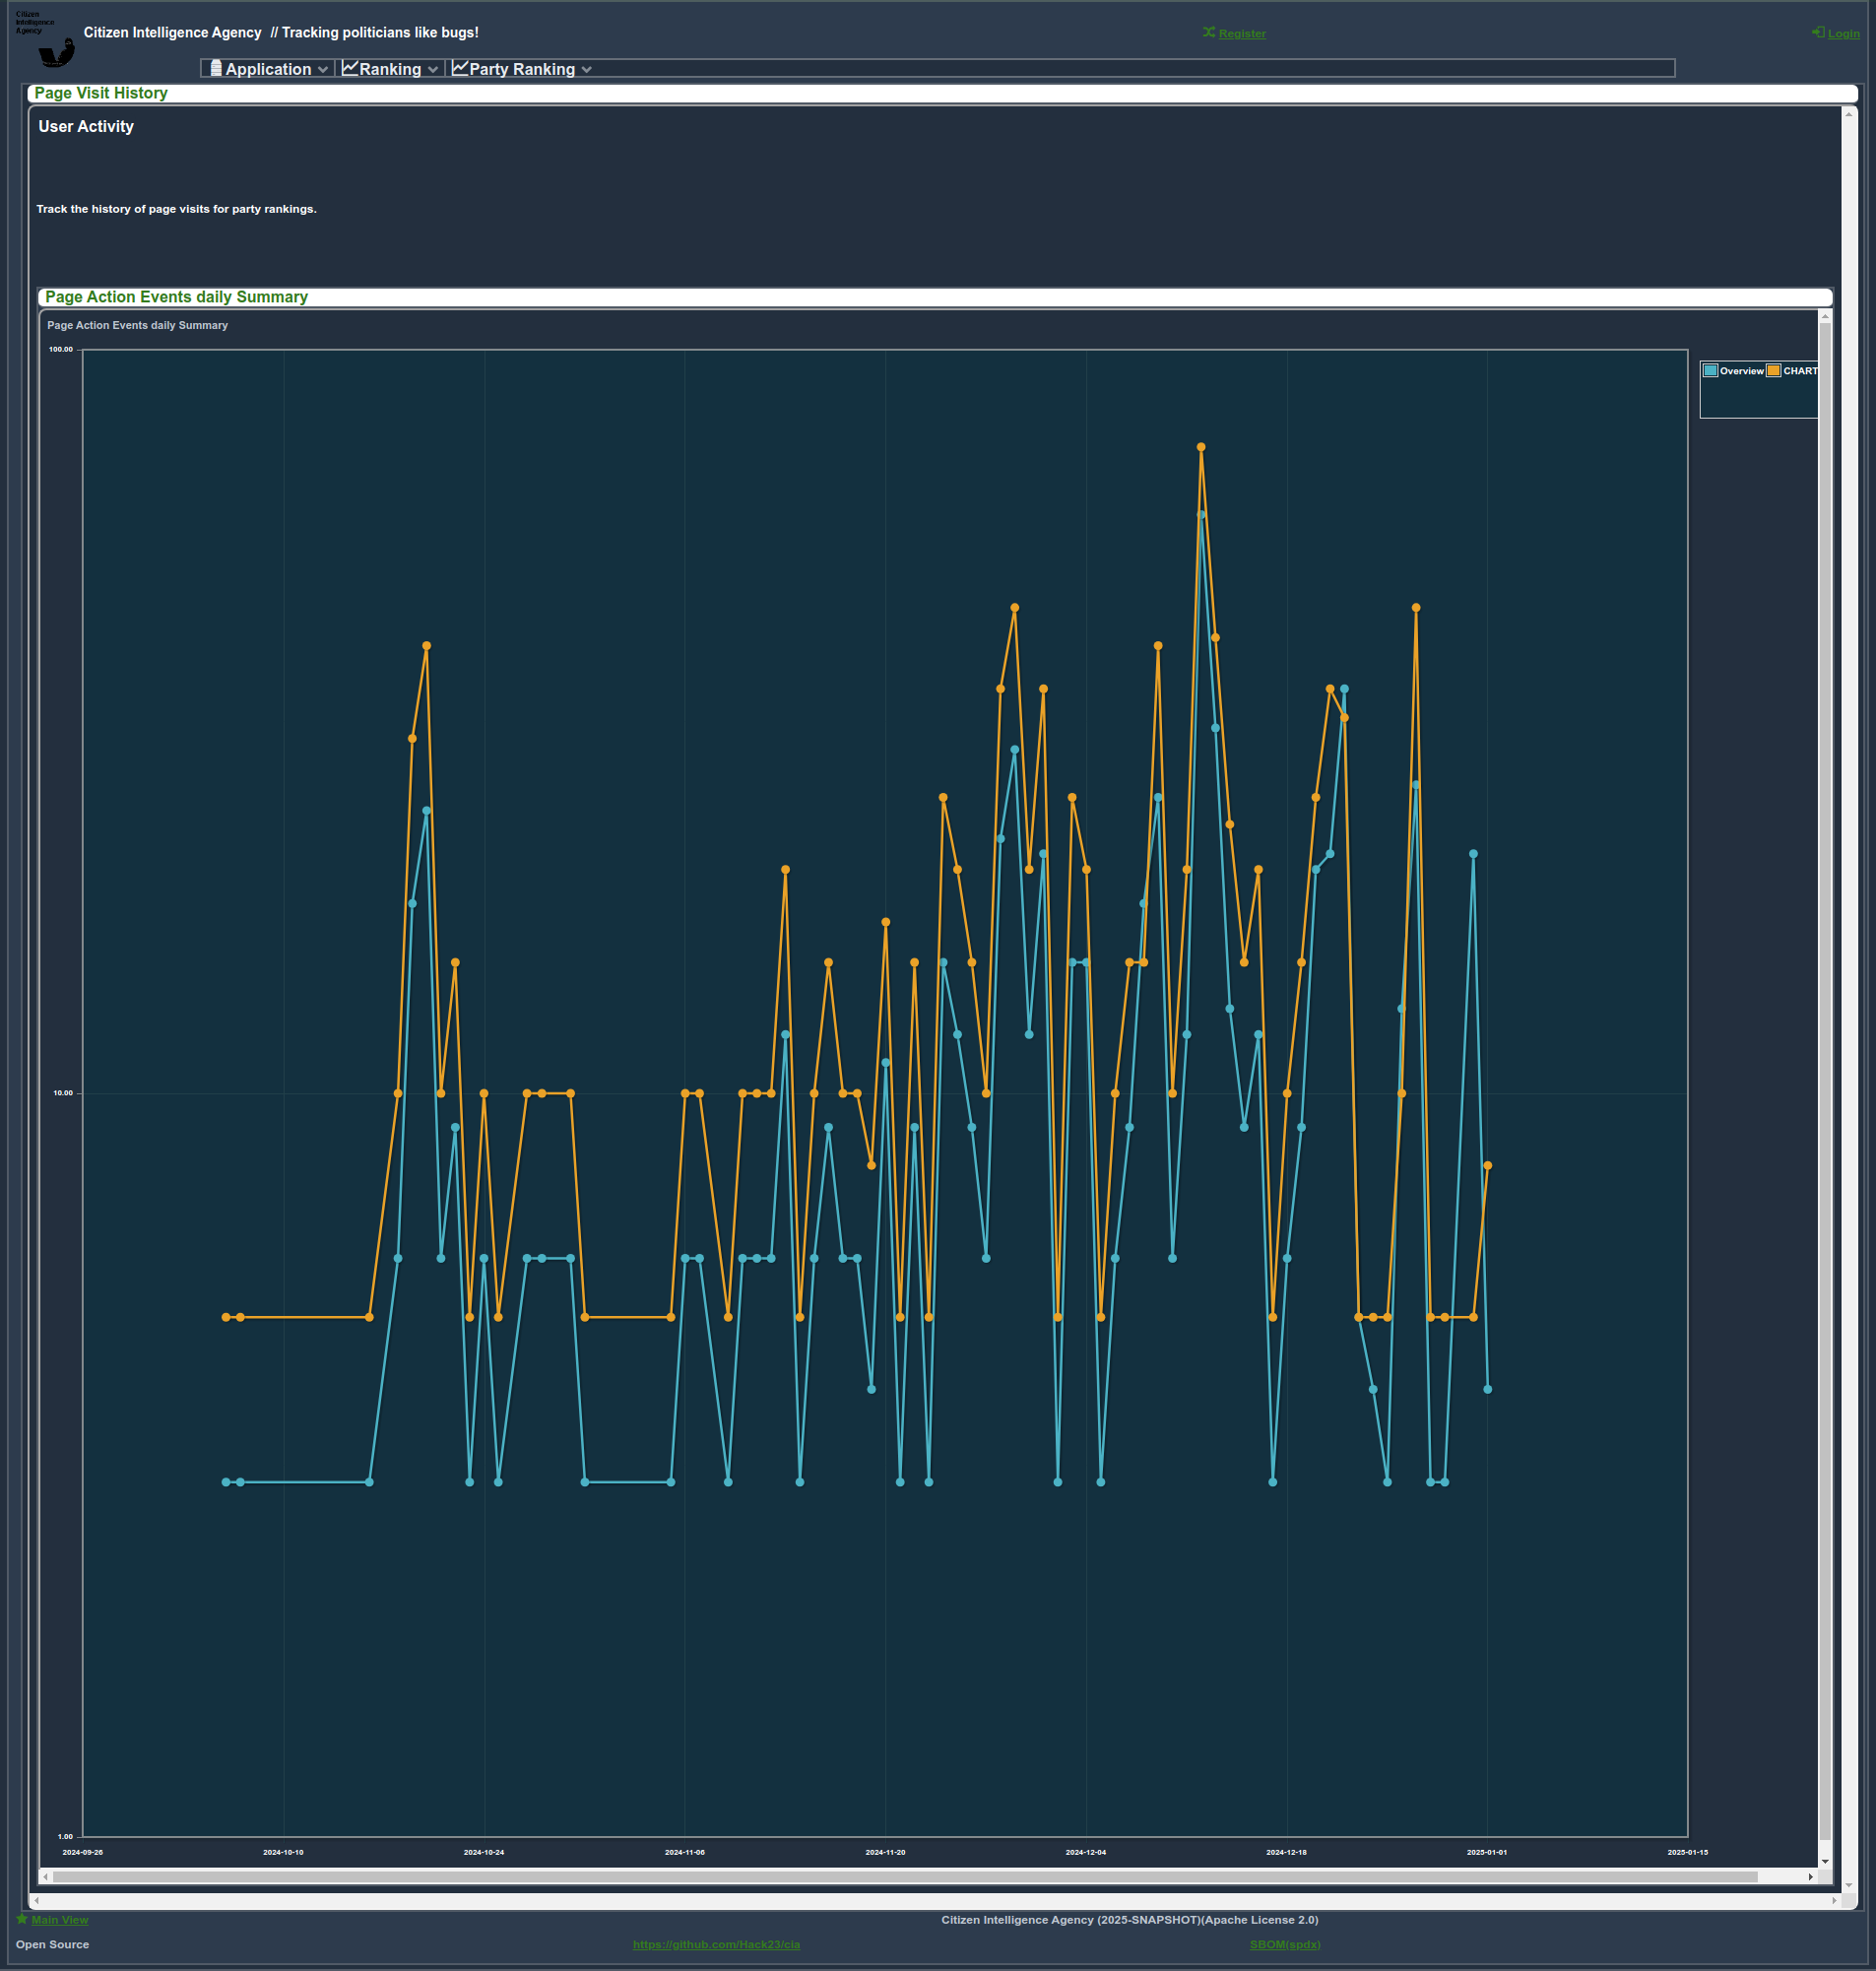 Citizen
Intelligence
Agency
Citizen Intelligence Agency // Tracking politicians like bugs!
Register
Login
Application
Ranking
Party Ranking
Page Visit History
User Activity
Track the history of page visits for party rankings.
Page Action Events daily Summary
Page Action Events daily Summary
100.00
Overview
CHART
10.00
1.00
2024-09-26
2024-10-10
2024-10-24
2024-11-06
2024-11-20
2024-12-04
2024-12-18
2025-01-01
2025-01-15
Main View
Citizen Intelligence Agency (2025-SNAPSHOT)(Apache License 2.0)
Open Source
https://github.com/Hack23/cia
SBOM(spdx)